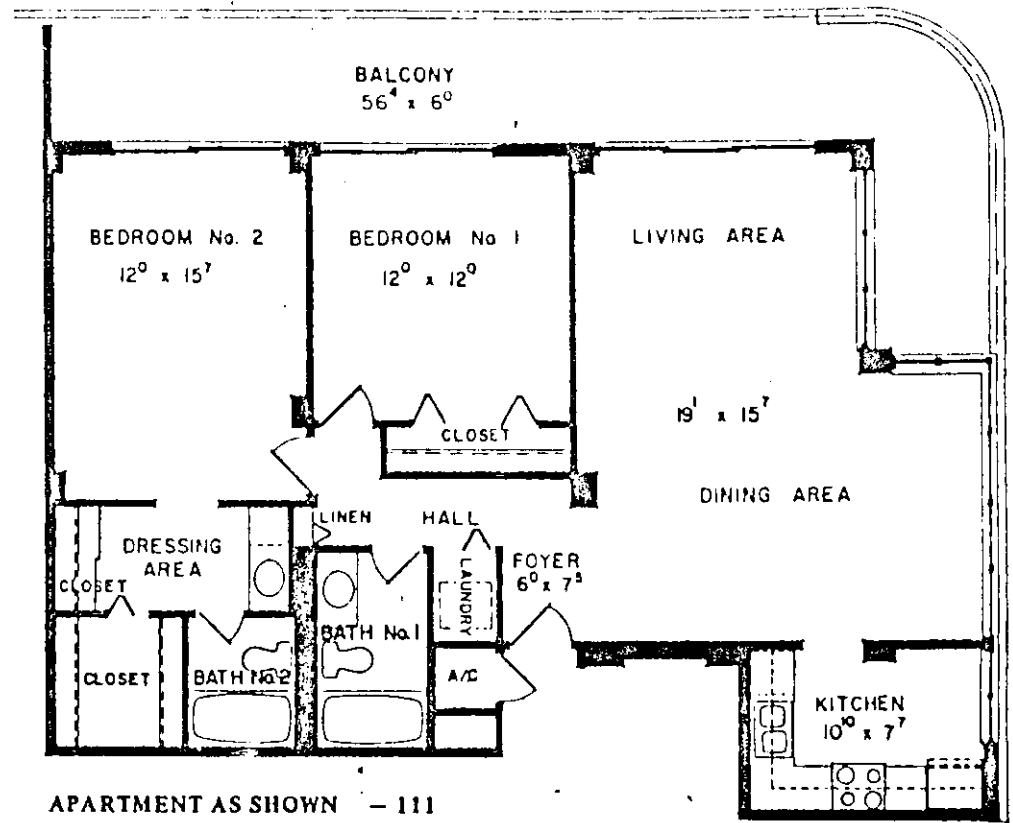 BALCONY
56⁴ x 6⁰
BEDROOM No. 2
12⁰ x 15⁷
BEDROOM No 1
12⁰ x 12⁰
LIVING AREA
19¹ x 15⁷
DINING AREA
CLOSET
LINEN
HALL
DRESSING
AREA
CLOSET
LAUNDRY
FOYER
6⁰ x 7⁵
BATH No.1
CLOSET
BATH No.2
A/C
KITCHEN
10¹⁰ x 7⁷
APARTMENT AS SHOWN – 111